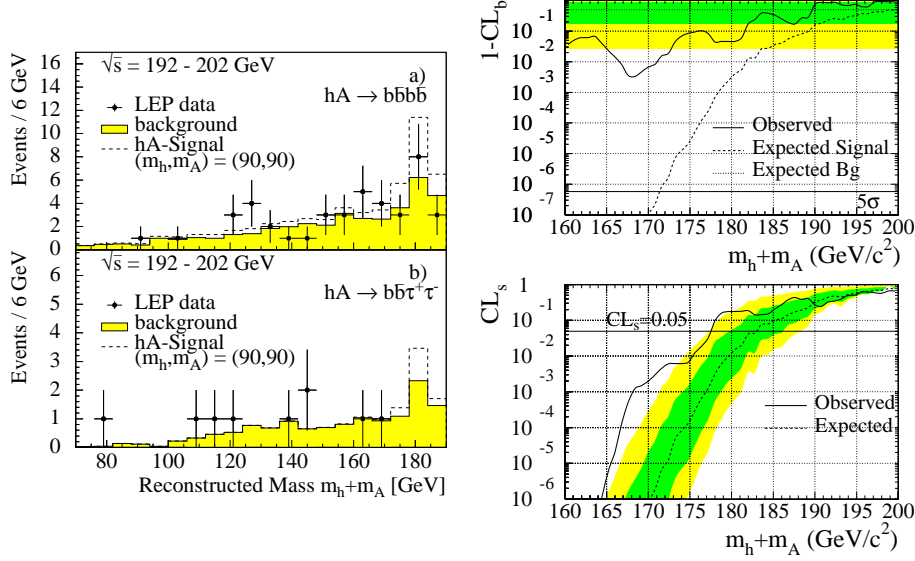 Events / 6 GeV
16
14
12
10
8
6
4
2
0
√s̄ = 192 - 202 GeV
a)
hA → bb̄bb̄
LEP data
background
hA-Signal
(m_h,m_A) = (90,90)
Events / 6 GeV
6
5
4
3
2
1
0
√s̄ = 192 - 202 GeV
b)
hA → bb̄τ⁺τ⁻
LEP data
background
hA-Signal
(m_h,m_A) = (90,90)
80 100 120 140 160 180
Reconstructed Mass m_h+m_A [GeV]
1-CL_b
10⁻¹
10⁻²
10⁻³
10⁻⁴
10⁻⁵
10⁻⁶
10⁻⁷
Observed
Expected Signal
Expected Bg
5σ
160 165 170 175 180 185 190 195 200
m_h+m_A (GeV/c²)
CL_s
1
10⁻¹
10⁻²
10⁻³
10⁻⁴
10⁻⁵
10⁻⁶
CL_s=0.05
Observed
Expected
160 165 170 175 180 185 190 195 200
m_h+m_A (GeV/c²)